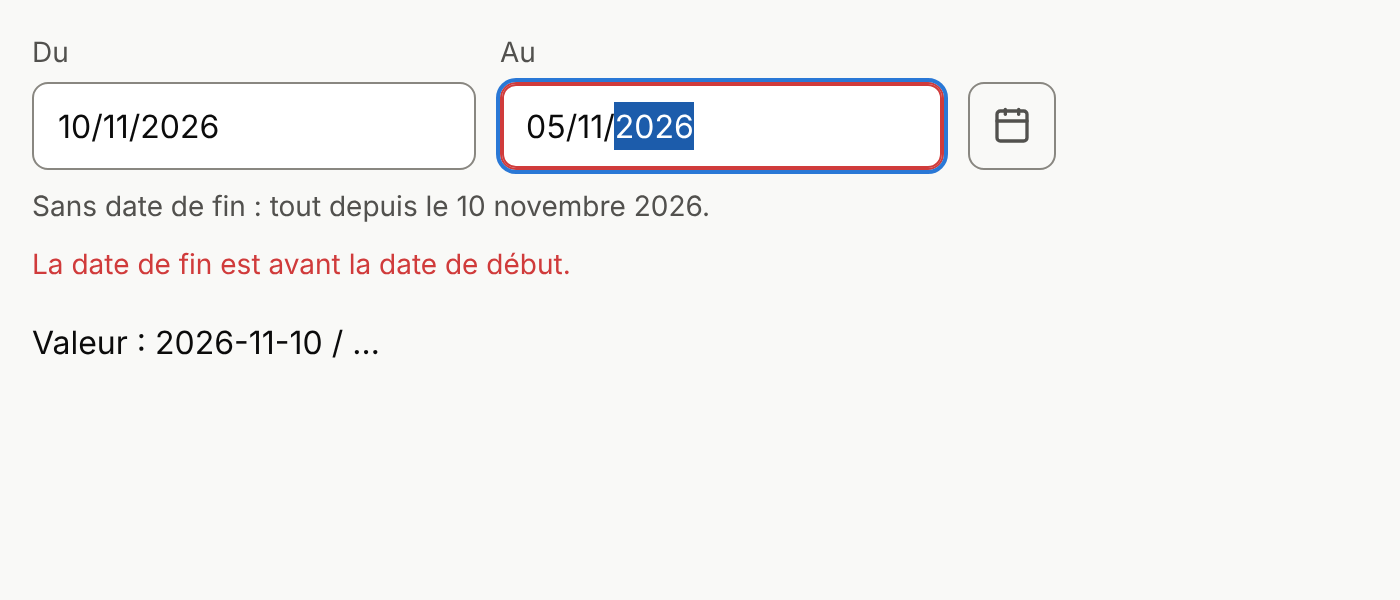 Du Au
10/11/2026 05/11/2026
Sans date de fin : tout depuis le 10 novembre 2026.
La date de fin est avant la date de début.
Valeur : 2026-11-10 / ...